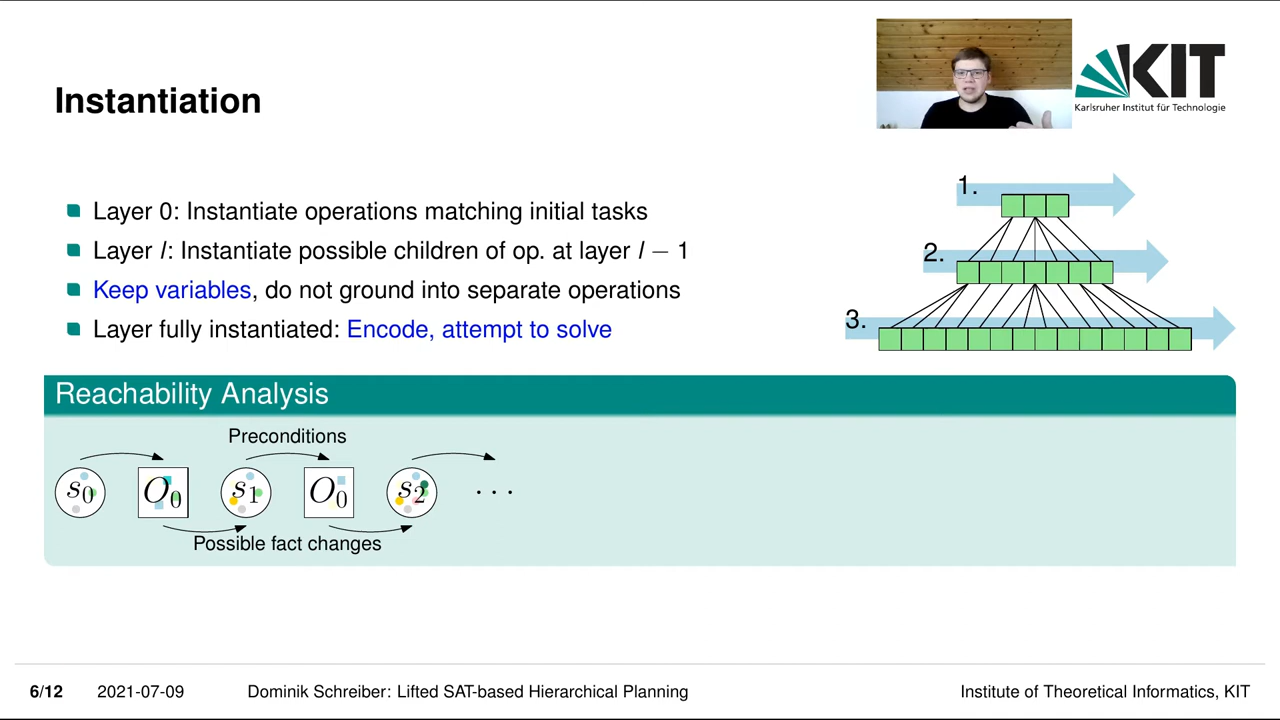 Instantiation
KIT
Karlsruher Institut für Technologie
Layer 0: Instantiate operations matching initial tasks
Layer l: Instantiate possible children of op. at layer l − 1
Keep variables, do not ground into separate operations
Layer fully instantiated: Encode, attempt to solve
1.
2.
3.
Reachability Analysis
Preconditions
s0 O0 s1 O0 s2 ...
Possible fact changes
6/12 2021-07-09 Dominik Schreiber: Lifted SAT-based Hierarchical Planning Institute of Theoretical Informatics, KIT